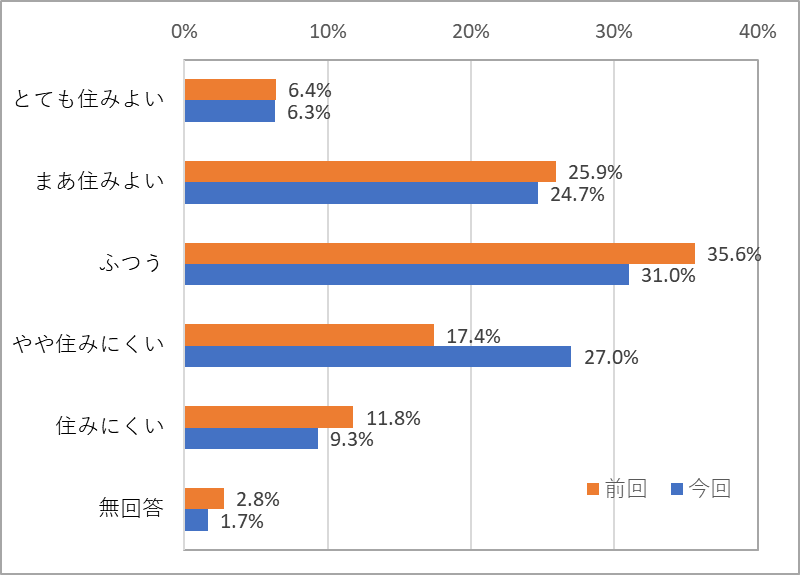 0% 10% 20% 30% 40%
とても住みよい 6.4%
6.3%
まあ住みよい 25.9%
24.7%
ふつう 35.6%
31.0%
やや住みにくい 17.4%
27.0%
住みにくい 11.8%
9.3%
無回答 2.8%
1.7%
前回 今回